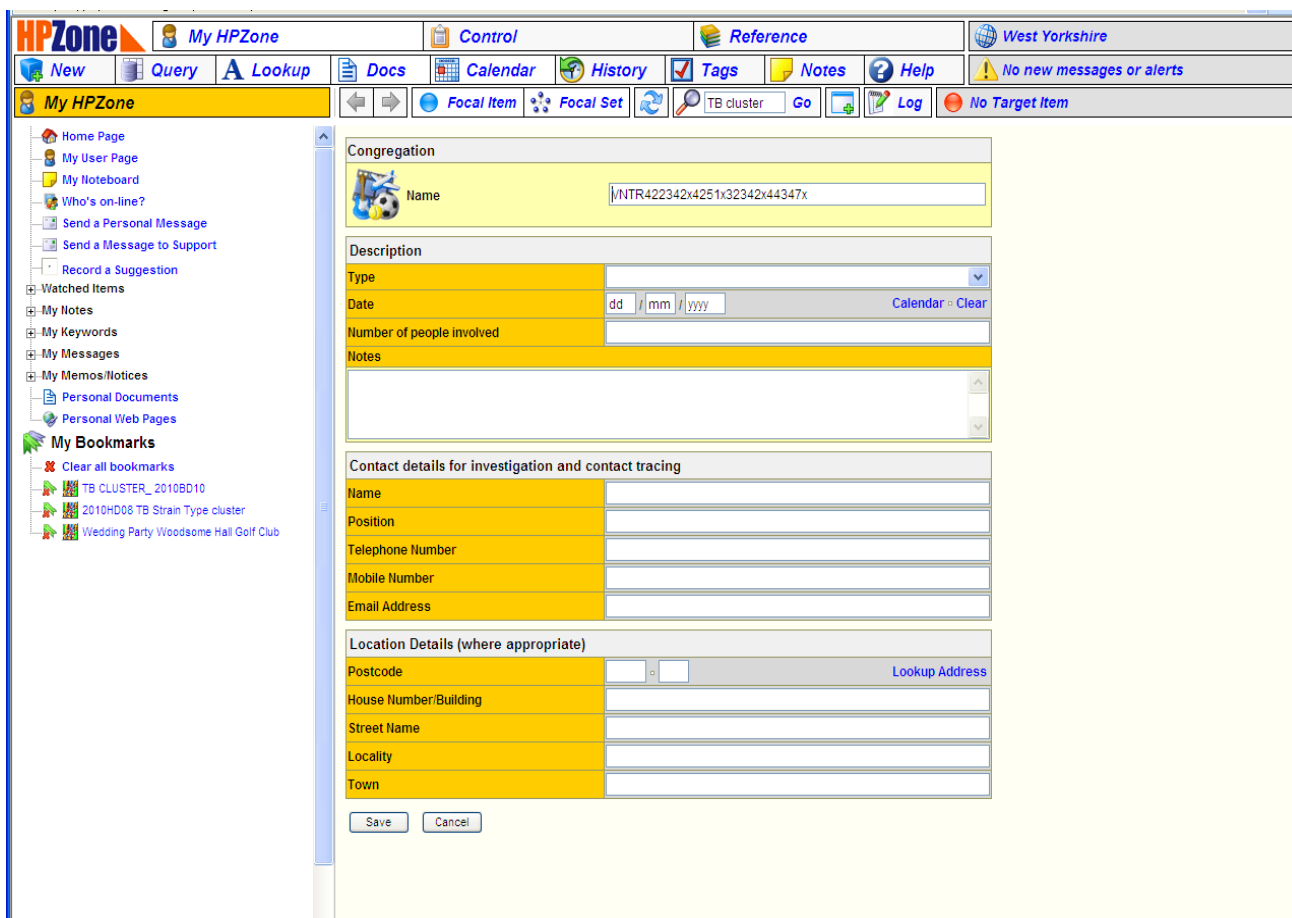 HPZone My HPZone Control Reference West Yorkshire
New Query A Lookup Docs Calendar History Tags Notes Help No new messages or alerts
My HPZone Focal Item Focal Set TB cluster Go Log No Target Item
Home Page
My User Page
My Noteboard
Who's on-line?
Send a Personal Message
Send a Message to Support
Record a Suggestion
Watched Items
My Notes
My Keywords
My Messages
My Memos/Notices
Personal Documents
Personal Web Pages
My Bookmarks
Clear all bookmarks
TB CLUSTER_ 2010BD10
2010HD08 TB Strain Type cluster
Wedding Party Woodsome Hall Golf Club
Congregation
Name VNTR422342x4251x32342x44347x
Description
Type
Date dd / mm / yyyy Calendar Clear
Number of people involved
Notes
Contact details for investigation and contact tracing
Name
Position
Telephone Number
Mobile Number
Email Address
Location Details (where appropriate)
Postcode Lookup Address
House Number/Building
Street Name
Locality
Town
Save Cancel